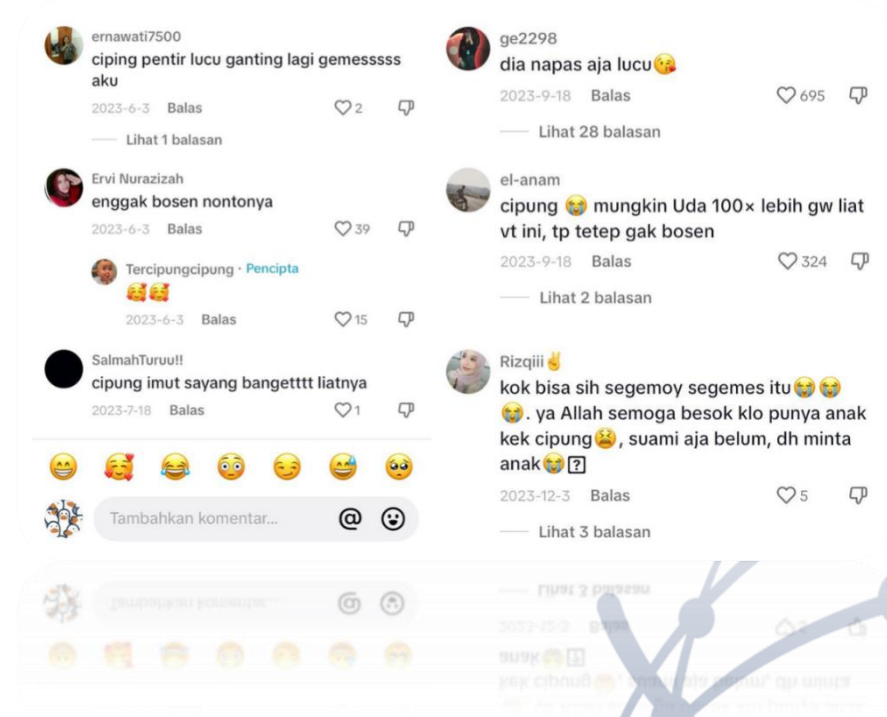 ernawati7500
ciping pentir lucu ganting lagi gemesssss
aku
2023-6-3 Balas 2
Lihat 1 balasan
Ervi Nurazizah
enggak bosen nontonya
2023-6-3 Balas 39
Tercipungcipung · Pencipta
🥰🥰
2023-6-3 Balas 15
SalmahTuruu!!
cipung imut sayang bangetttt liatnya
2023-7-18 Balas 1
Tambahkan komentar... @
ge2298
dia napas aja lucu😘
2023-9-18 Balas 695
Lihat 28 balasan
el-anam
cipung 😭 mungkin Uda 100× lebih gw liat
vt ini, tp tetep gak bosen
2023-9-18 Balas 324
Lihat 2 balasan
Rizqiii✌
kok bisa sih segemoy segemes itu😭😭
😭. ya Allah semoga besok klo punya anak
kek cipung😫, suami aja belum, dh minta
anak😭?
2023-12-3 Balas 5
Lihat 3 balasan